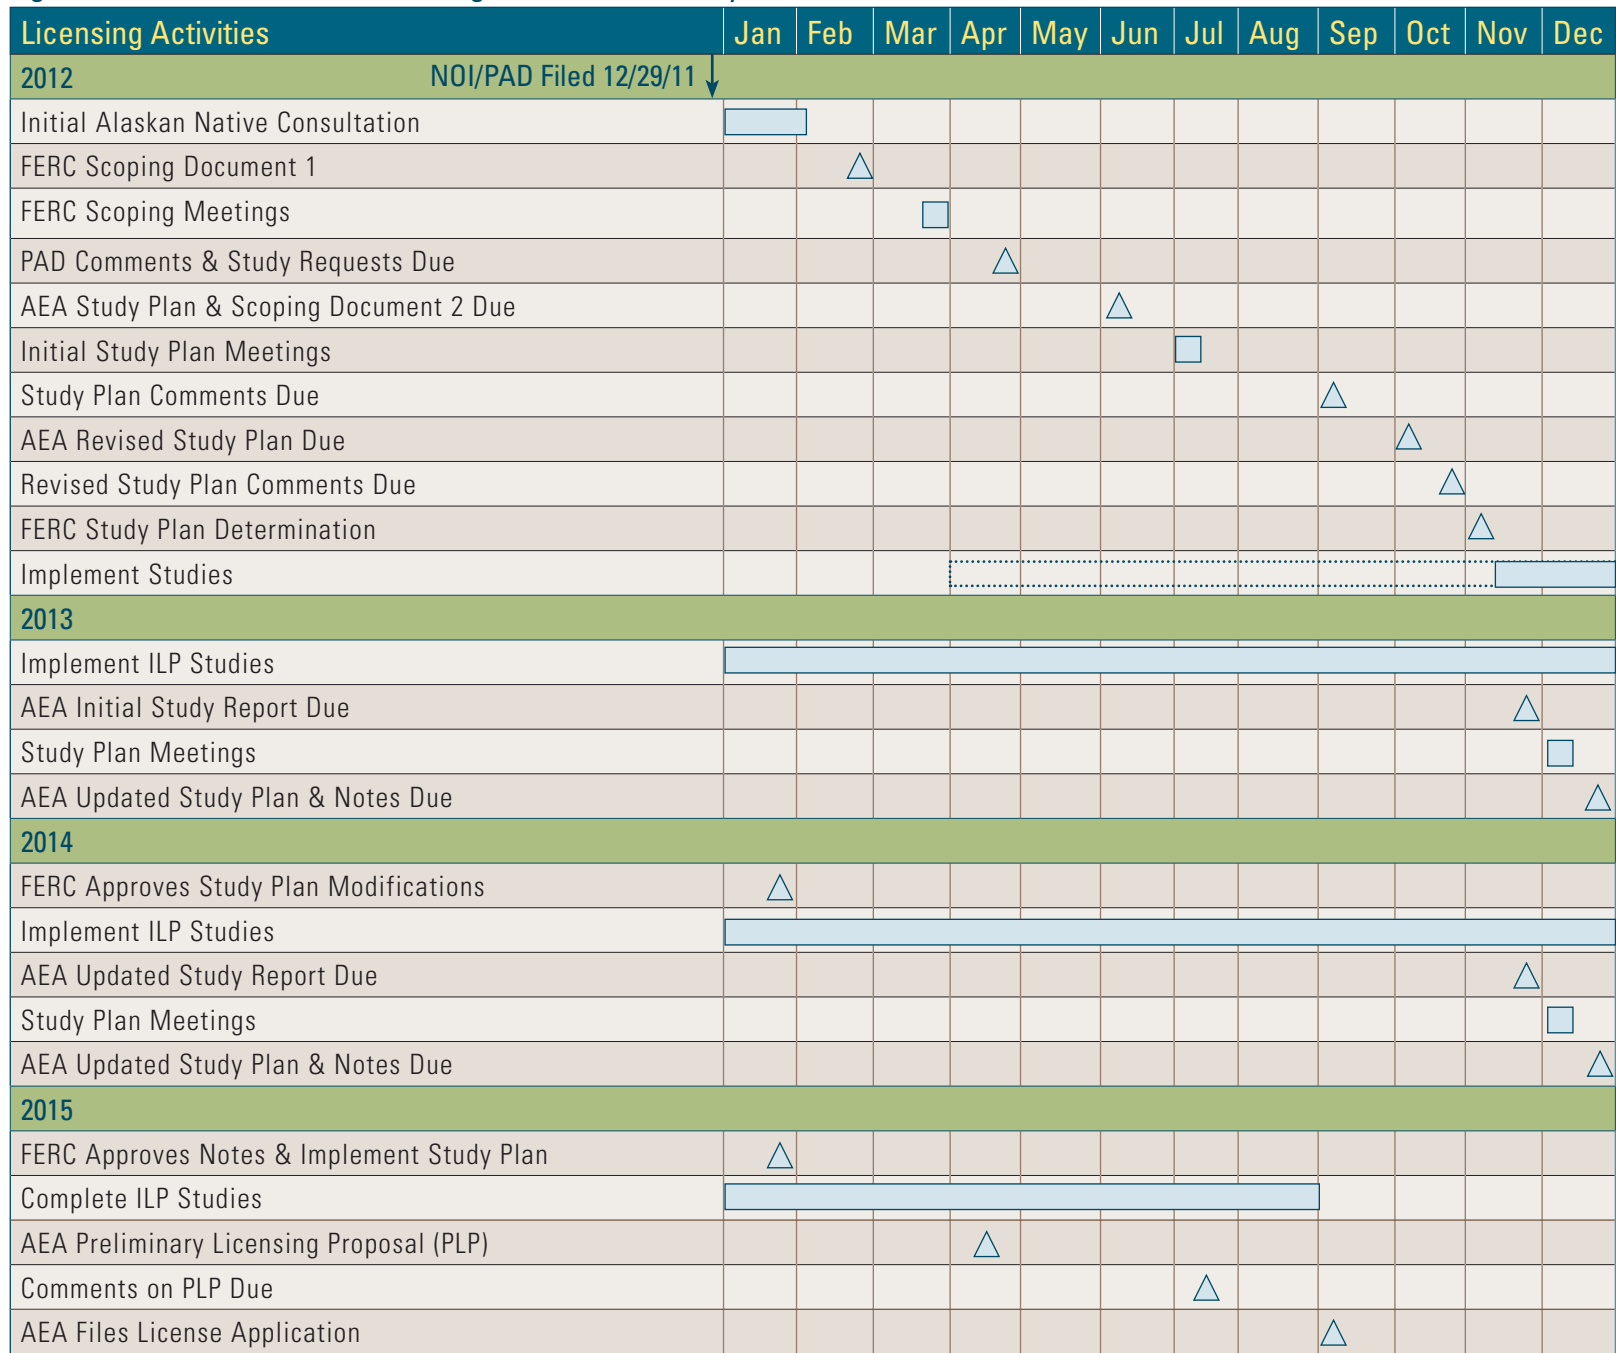 Licensing Activities Jan Feb Mar Apr May Jun Jul Aug Sep Oct Nov Dec
2012 NOI/PAD Filed 12/29/11
Initial Alaskan Native Consultation
FERC Scoping Document 1
FERC Scoping Meetings
PAD Comments & Study Requests Due
AEA Study Plan & Scoping Document 2 Due
Initial Study Plan Meetings
Study Plan Comments Due
AEA Revised Study Plan Due
Revised Study Plan Comments Due
FERC Study Plan Determination
Implement Studies
2013
Implement ILP Studies
AEA Initial Study Report Due
Study Plan Meetings
AEA Updated Study Plan & Notes Due
2014
FERC Approves Study Plan Modifications
Implement ILP Studies
AEA Updated Study Report Due
Study Plan Meetings
AEA Updated Study Plan & Notes Due
2015
FERC Approves Notes & Implement Study Plan
Complete ILP Studies
AEA Preliminary Licensing Proposal (PLP)
Comments on PLP Due
AEA Files License Application